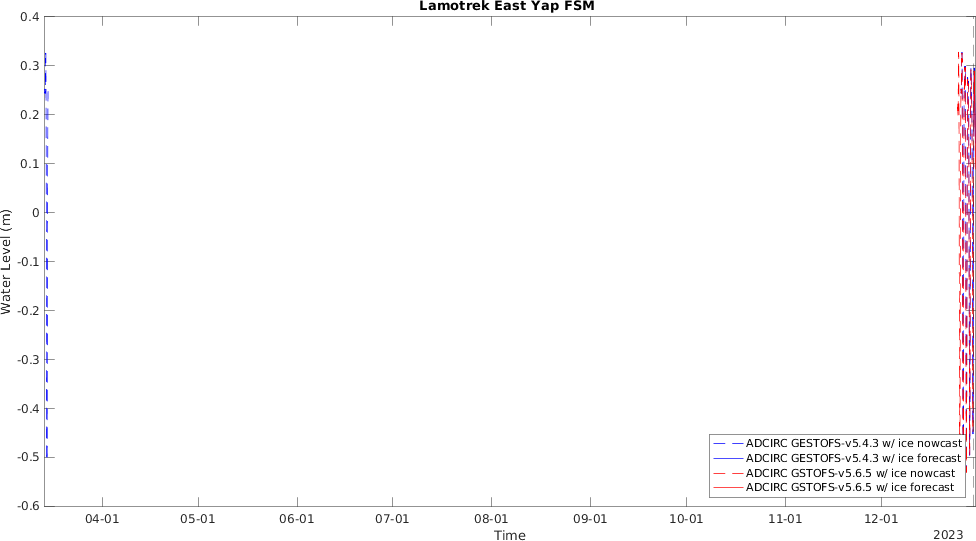 Lamotrek East Yap FSM
0.4
0.3
0.2
0.1
0
-0.1
-0.2
-0.3
-0.4
-0.5
-0.6
Water Level (m)
ADCIRC GESTOFS-v5.4.3 w/ ice nowcast
ADCIRC GESTOFS-v5.4.3 w/ ice forecast
ADCIRC GSTOFS-v5.6.5 w/ ice nowcast
ADCIRC GSTOFS-v5.6.5 w/ ice forecast
04-01 05-01 06-01 07-01 08-01 09-01 10-01 11-01 12-01
Time
2023